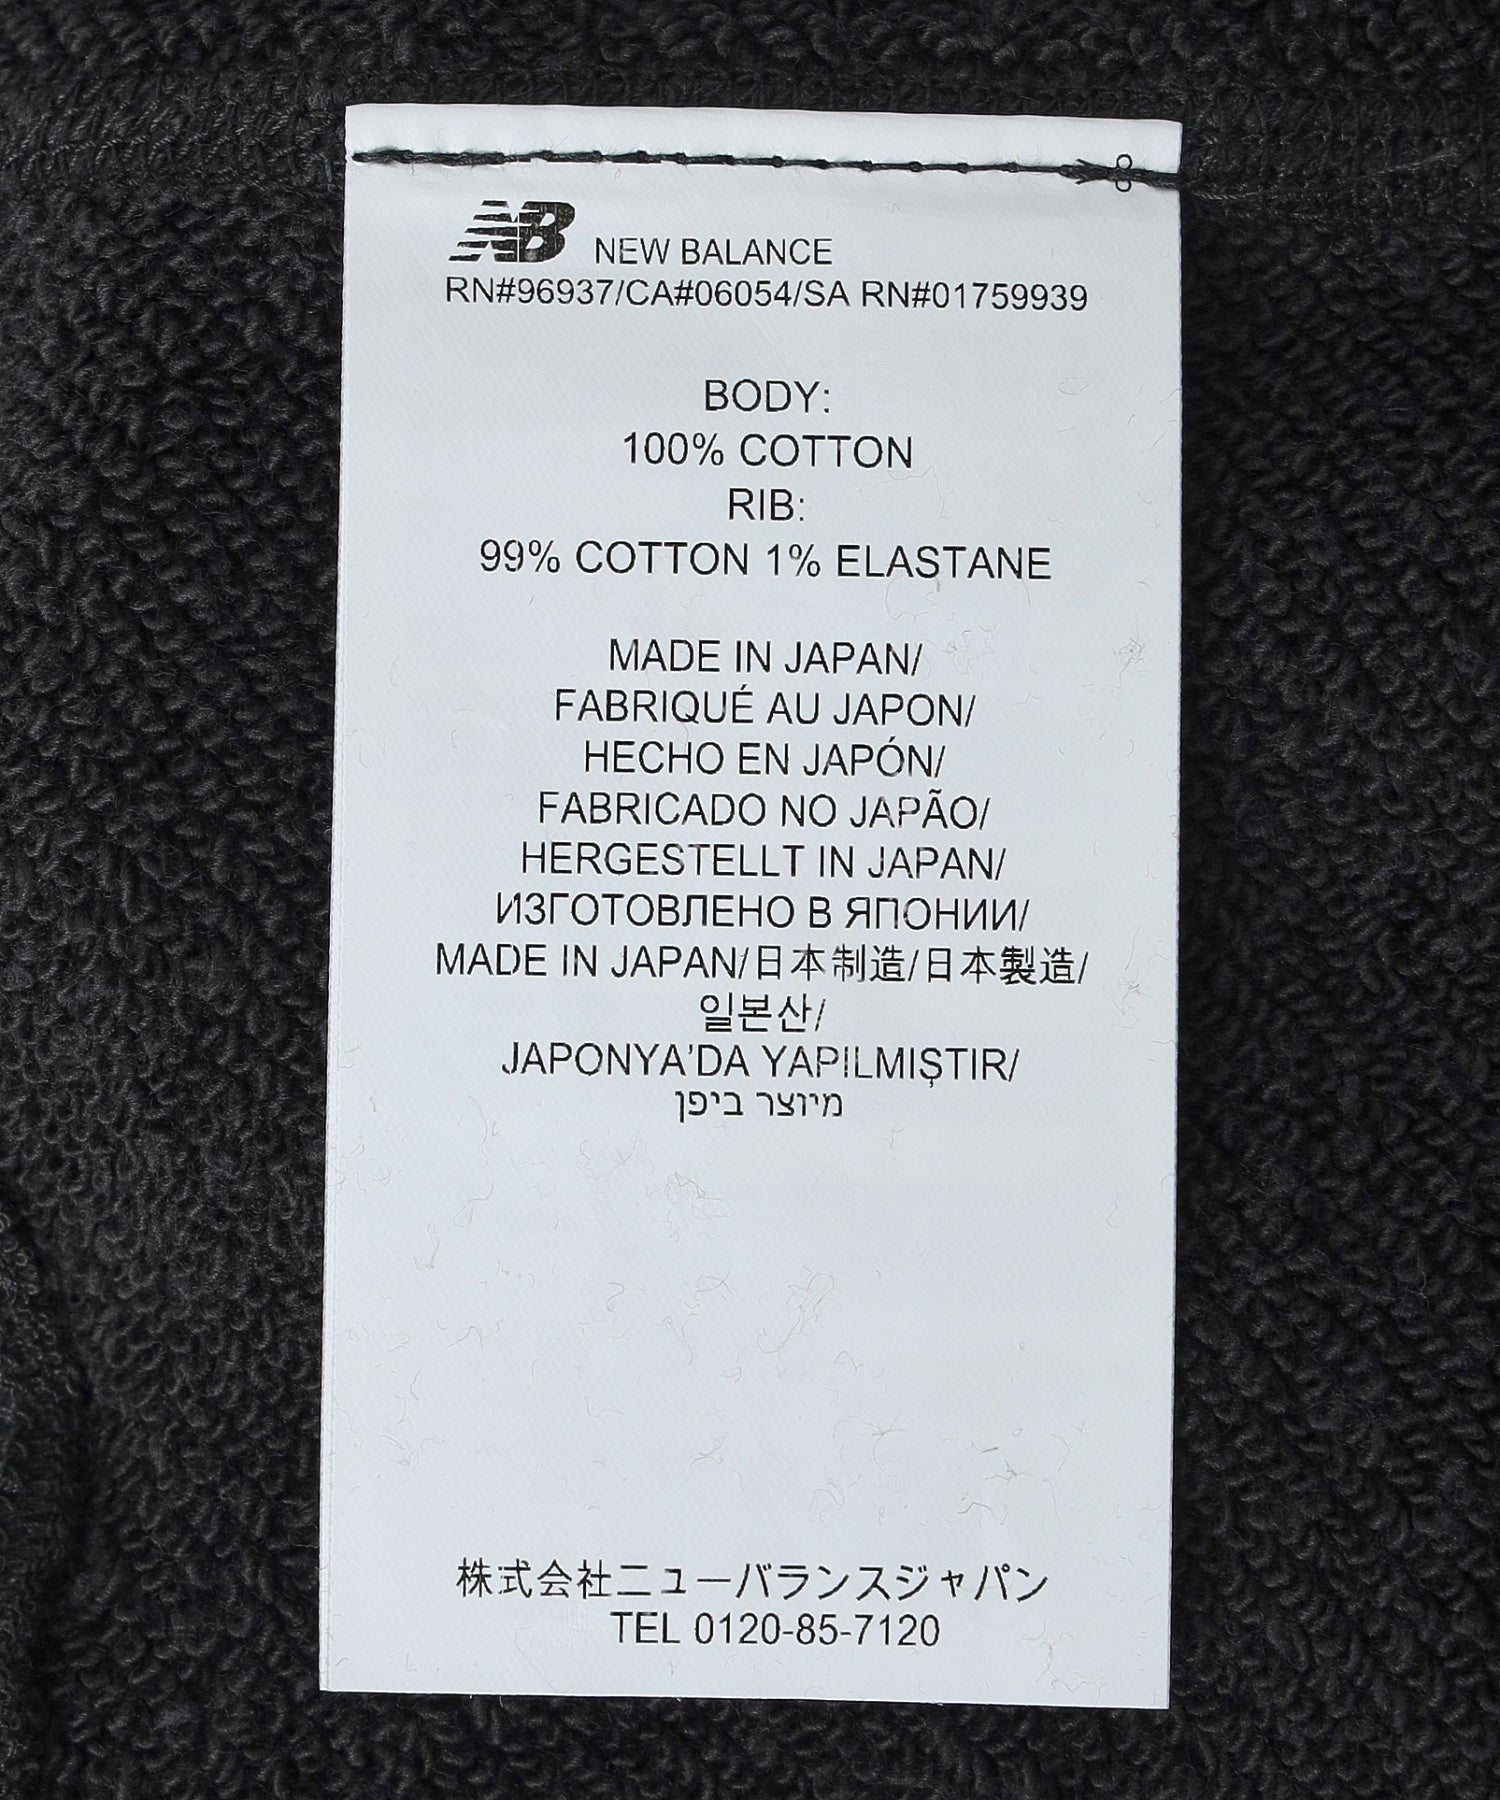 NB NEW BALANCE
RN#96937/CA#06054/SA RN#01759939
BODY:
100% COTTON
RIB:
99% COTTON 1% ELASTANE
MADE IN JAPAN/
FABRIQUÉ AU JAPON/
HECHO EN JAPÓN/
FABRICADO NO JAPÃO/
HERGESTELLT IN JAPAN/
ИЗГОТОВЛЕНО В ЯПОНИИ/
MADE IN JAPAN/日本制造/日本製造/
일본산/
JAPONYA'DA YAPILMIŞTIR/
מיוצר ביפן
株式会社ニューバランスジャパン
TEL 0120-85-7120